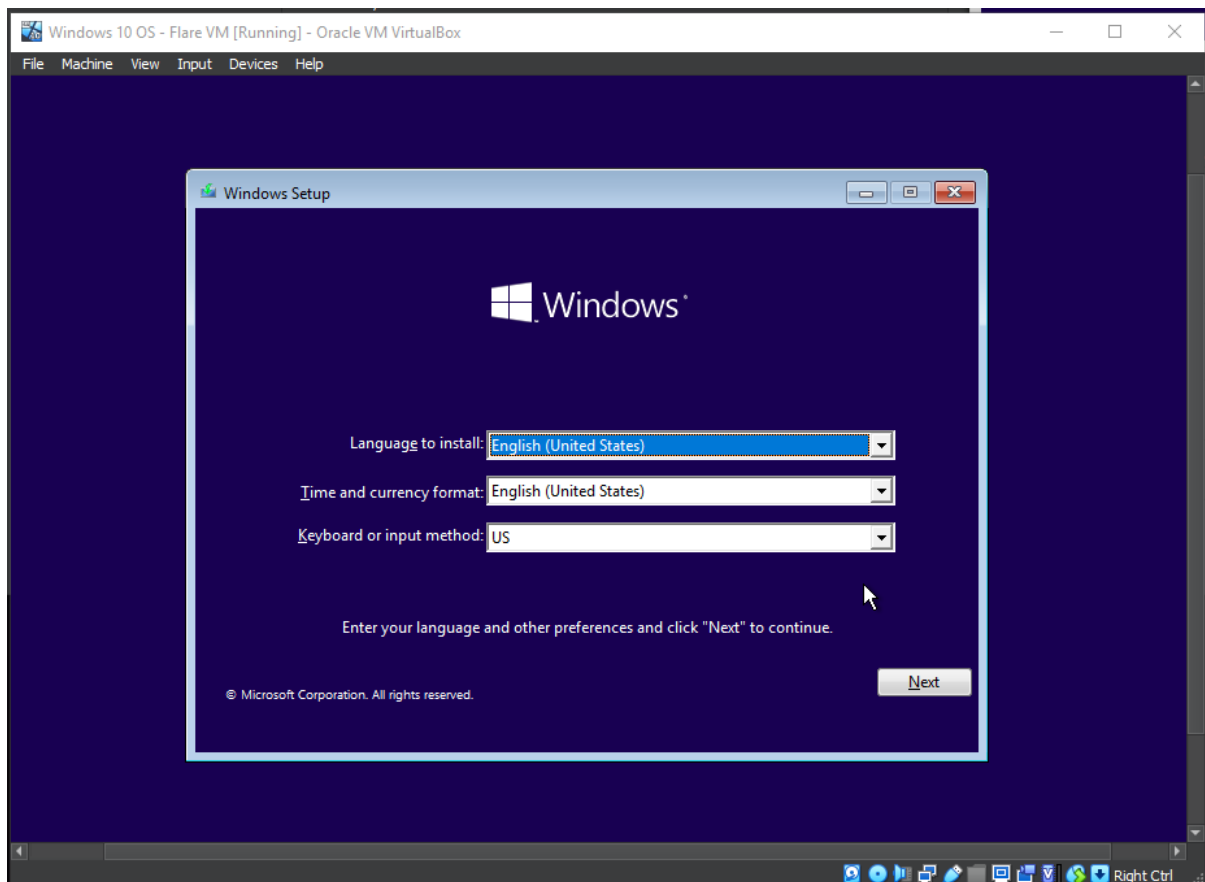 Windows 10 OS - Flare VM [Running] - Oracle VM VirtualBox
File Machine View Input Devices Help
Windows Setup
Windows
Language to install: English (United States)
Time and currency format: English (United States)
Keyboard or input method: US
Enter your language and other preferences and click "Next" to continue.
Next
© Microsoft Corporation. All rights reserved.
Right Ctrl